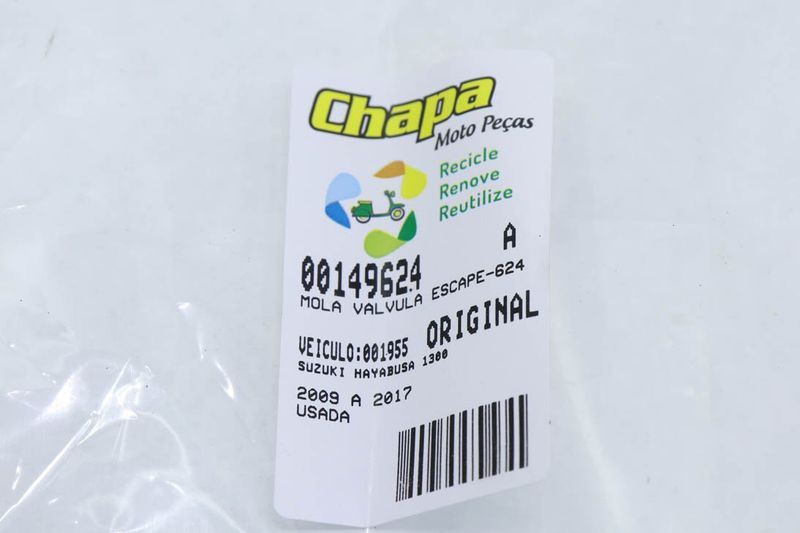 Chapa
Moto Peças
Recicle
Renove
Reutilize
A
00149624
MOLA VALVULA ESCAPE-624
ORIGINAL
VEICULO:001955
SUZUKI HAYABUSA 1300
2009 A 2017
USADA